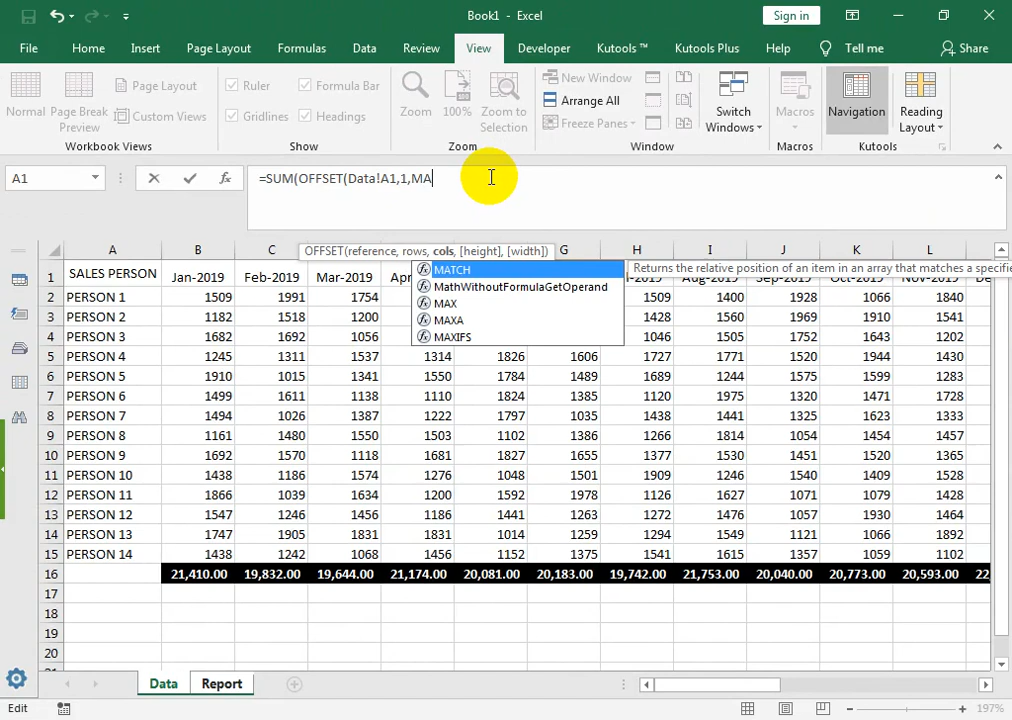 Book1 - Excel
Sign in
File Home Insert Page Layout Formulas Data Review View Developer Kutools ™ Kutools Plus Help Tell me Share
Normal Page Break Preview Page Layout Custom Views
Workbook Views
Ruler Formula Bar
Gridlines Headings
Show
Zoom 100% Zoom to Selection
Zoom
New Window
Arrange All
Freeze Panes
Switch Windows
Window
Macros
Macros
Navigation Reading Layout
Kutools
A1 fx =SUM(OFFSET(Data!A1,1,MA
OFFSET(reference, rows, cols, [height], [width])
MATCH
MathWithoutFormulaGetOperand
MAX
MAXA
MAXIFS
Returns the relative position of an item in an array that matches a specifie
A B C G H I J K L
1 SALES PERSON Jan-2019 Feb-2019 Mar-2019
2 PERSON 1 1509 1991 1754 1509 1400 1928 1066 1840
3 PERSON 2 1182 1518 1200 1428 1560 1969 1910 1541
4 PERSON 3 1682 1692 1056 1046 1505 1752 1643 1202
5 PERSON 4 1245 1311 1537 1314 1826 1606 1727 1771 1520 1944 1430
6 PERSON 5 1910 1015 1341 1550 1784 1489 1689 1244 1575 1599 1283
7 PERSON 6 1499 1611 1138 1110 1824 1385 1120 1975 1320 1471 1728
8 PERSON 7 1494 1026 1387 1222 1797 1035 1438 1441 1325 1623 1333
9 PERSON 8 1161 1480 1550 1503 1102 1386 1266 1814 1054 1454 1457
10 PERSON 9 1692 1570 1118 1681 1827 1655 1377 1530 1451 1520 1365
11 PERSON 10 1438 1186 1574 1276 1048 1501 1909 1246 1540 1409 1528
12 PERSON 11 1866 1039 1634 1200 1592 1978 1126 1627 1071 1079 1428
13 PERSON 12 1547 1246 1456 1186 1441 1263 1272 1476 1057 1930 1464
14 PERSON 13 1747 1905 1831 1831 1014 1259 1294 1549 1121 1066 1892
15 PERSON 14 1438 1242 1068 1456 1152 1375 1541 1615 1357 1059 1102
16 21,410.00 19,832.00 19,644.00 21,174.00 20,081.00 20,183.00 19,742.00 21,753.00 20,040.00 20,773.00 20,593.00 22
17
18
19
20
Data Report
Edit 197%